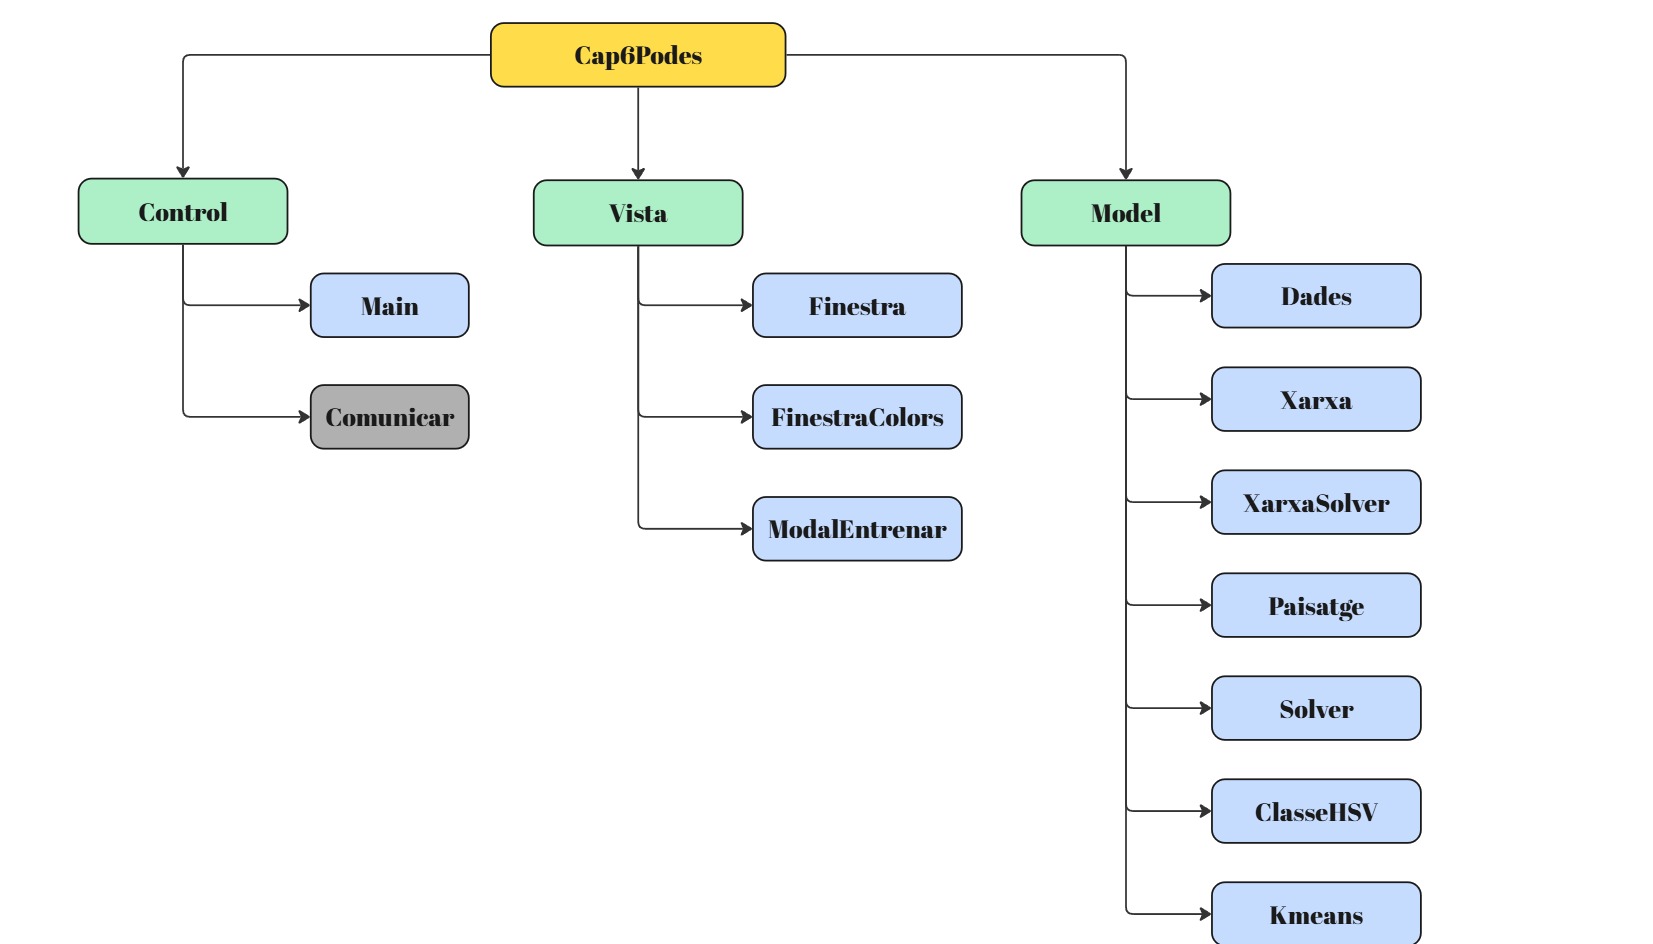 Cap6Podes
Control
Vista
Model
Main
Comunicar
Finestra
FinestraColors
ModalEntrenar
Dades
Xarxa
XarxaSolver
Paisatge
Solver
ClasseHSV
Kmeans